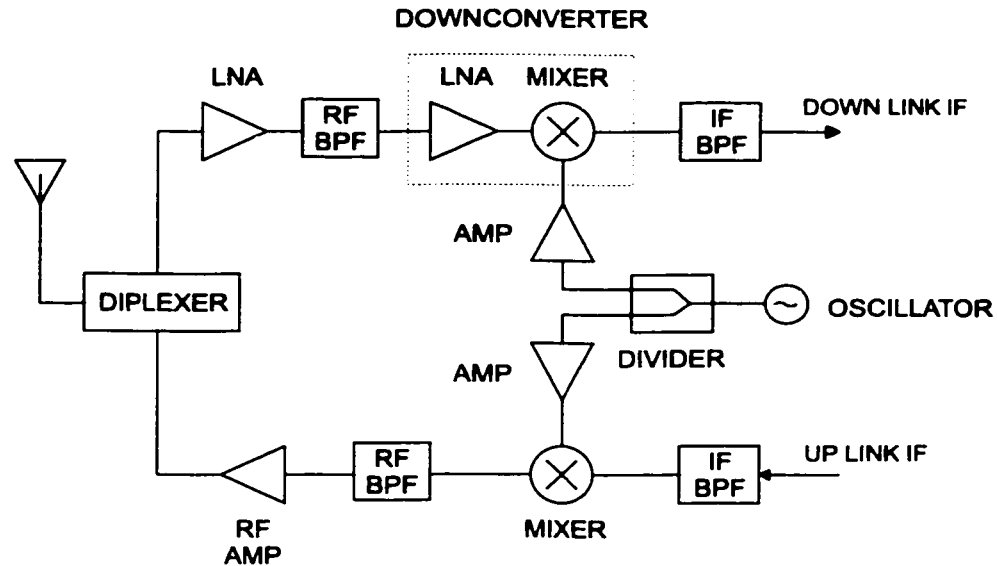 DOWNCONVERTER
LNA
LNA
MIXER
RF
BPF
IF
BPF
DOWN LINK IF
AMP
DIPLEXER
OSCILLATOR
DIVIDER
AMP
UP LINK IF
RF
BPF
IF
BPF
MIXER
RF
AMP